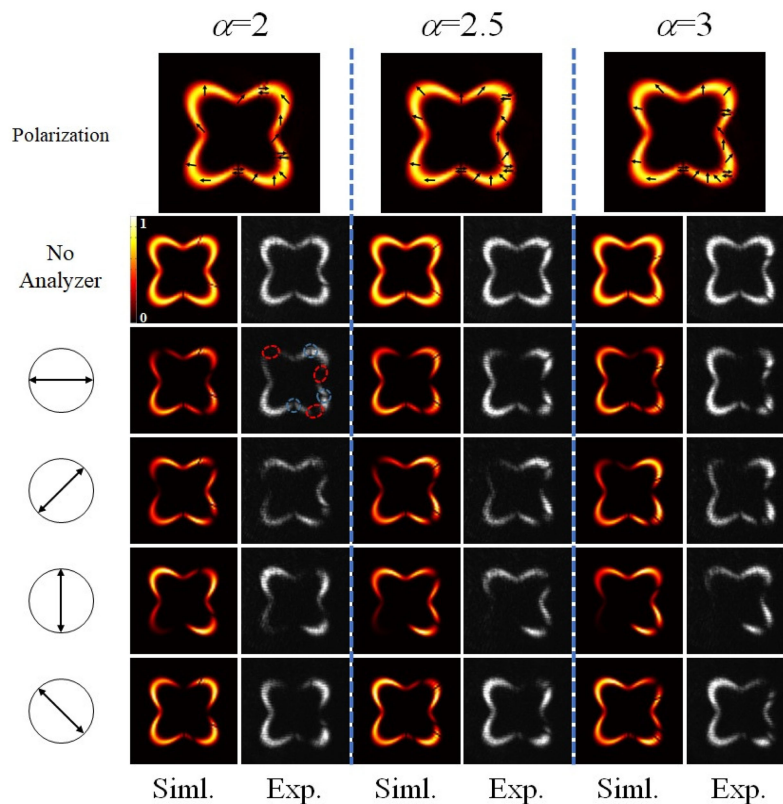 α=2 α=2.5 α=3
Polarization
No
Analyzer
1
0
Siml. Exp. Siml. Exp. Siml. Exp.